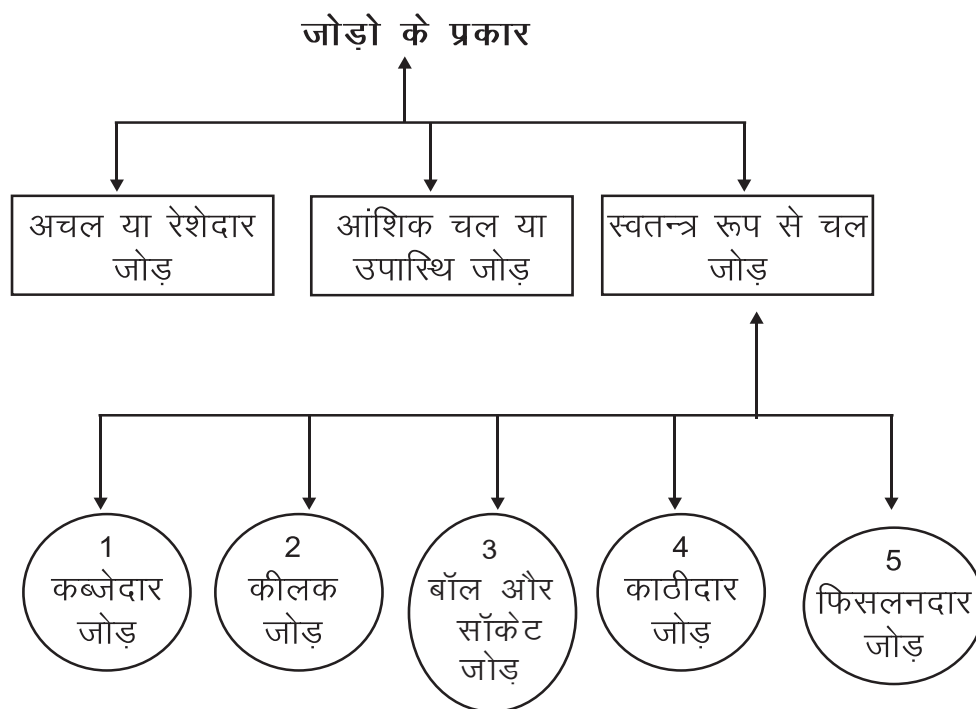 जोड़ो के प्रकार
अचल या रेशेदार
जोड़
आंशिक चल या
उपास्थि जोड़
स्वतन्त्र रूप से चल
जोड़
1
कब्जेदार
जोड़
2
कीलक
जोड़
3
बॉल और
सॉकेट
जोड़
4
काठीदार
जोड़
5
फिसलनदार
जोड़